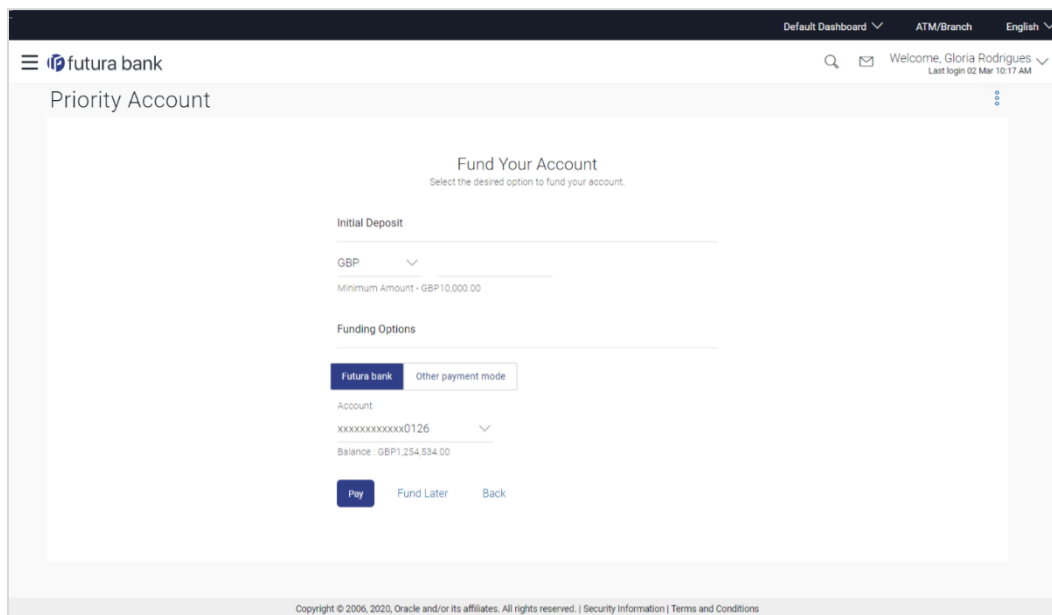 Default Dashboard ATM/Branch English
futura bank Welcome, Gloria Rodrigues
Last login 02 Mar 10:17 AM
Priority Account
Fund Your Account
Select the desired option to fund your account.
Initial Deposit
GBP
Minimum Amount - GBP10,000.00
Funding Options
Futura bank Other payment mode
Account
xxxxxxxxxxxx0126
Balance : GBP1,254,534.00
Pay Fund Later Back
Copyright © 2006, 2020, Oracle and/or its affiliates. All rights reserved. | Security Information | Terms and Conditions